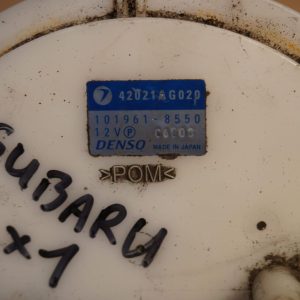 42021AG020
101961-8550
12V P
DENSO MADE IN JAPAN
>POM<
SUBARU
x1